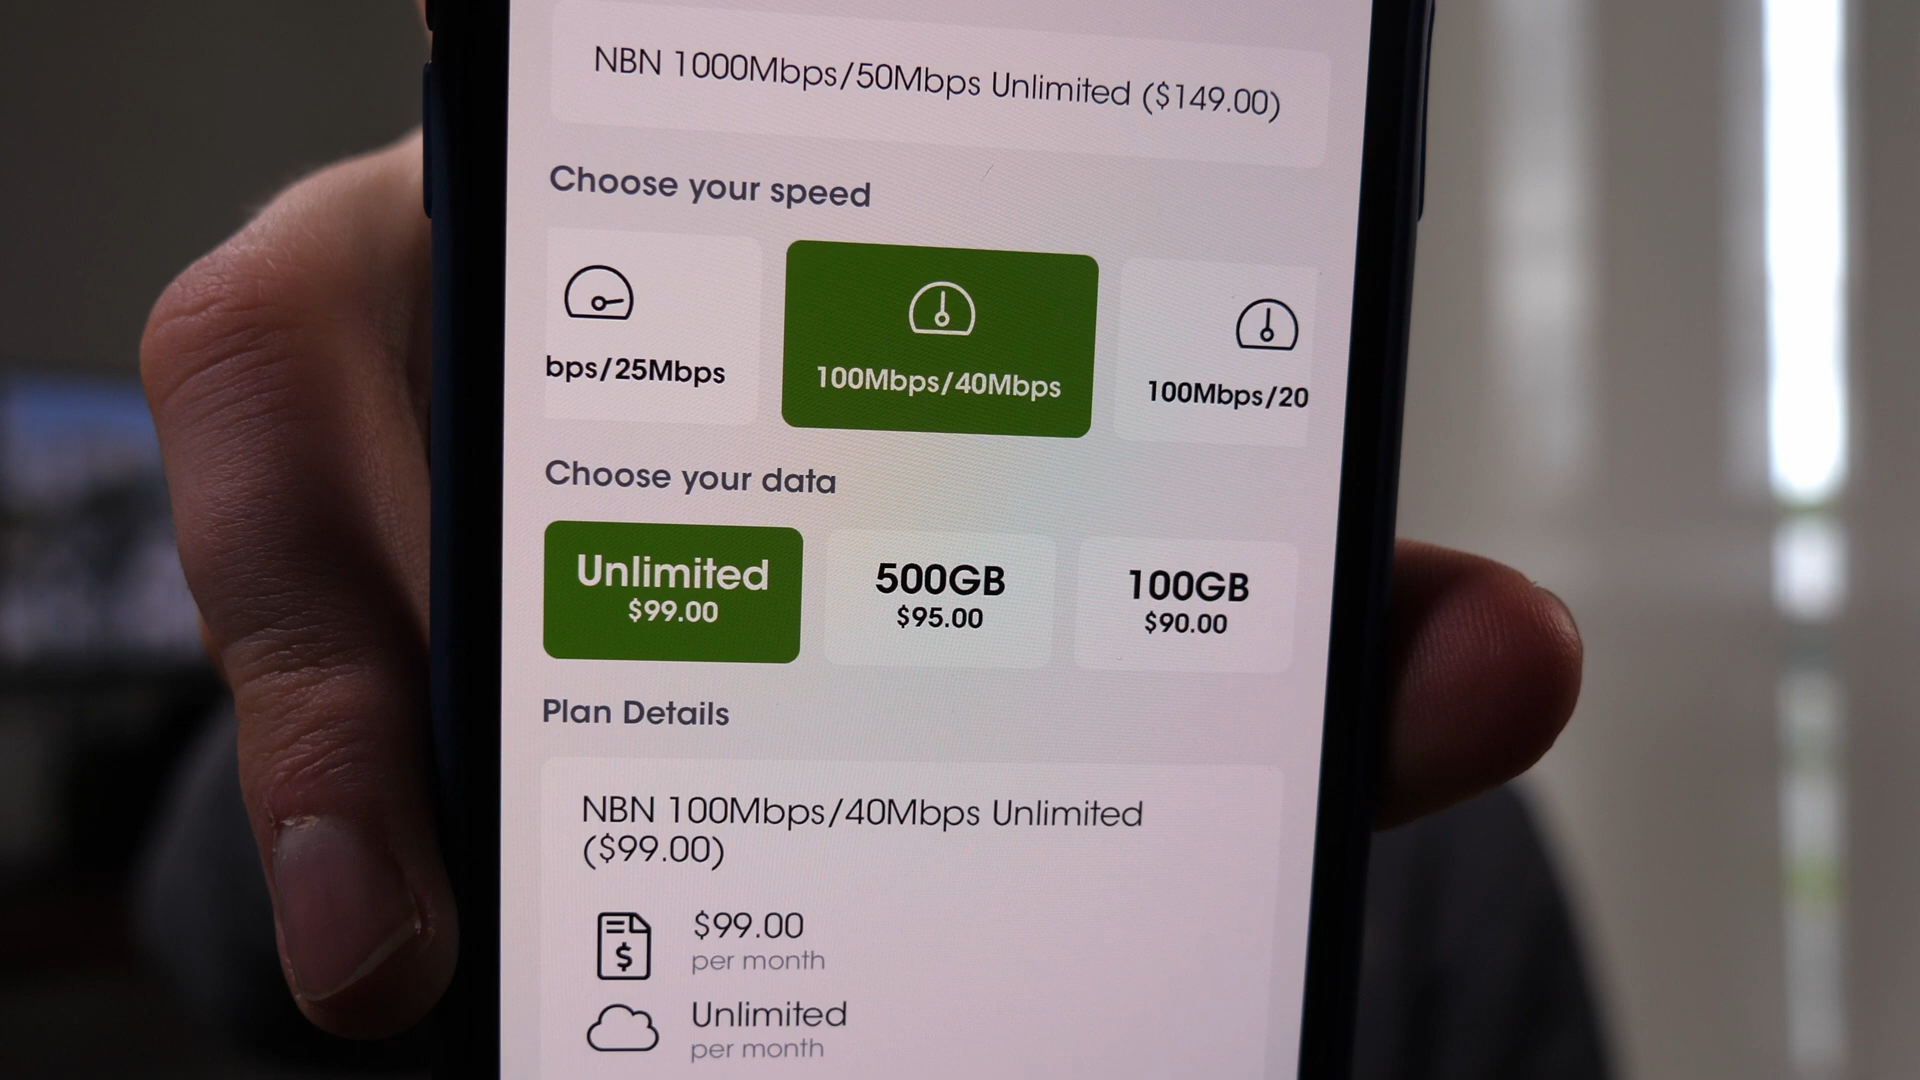 NBN 1000Mbps/50Mbps Unlimited ($149.00)
Choose your speed
bps/25Mbps
100Mbps/40Mbps
100Mbps/20
Choose your data
Unlimited
$99.00
500GB
$95.00
100GB
$90.00
Plan Details
NBN 100Mbps/40Mbps Unlimited
($99.00)
$99.00
per month
Unlimited
per month